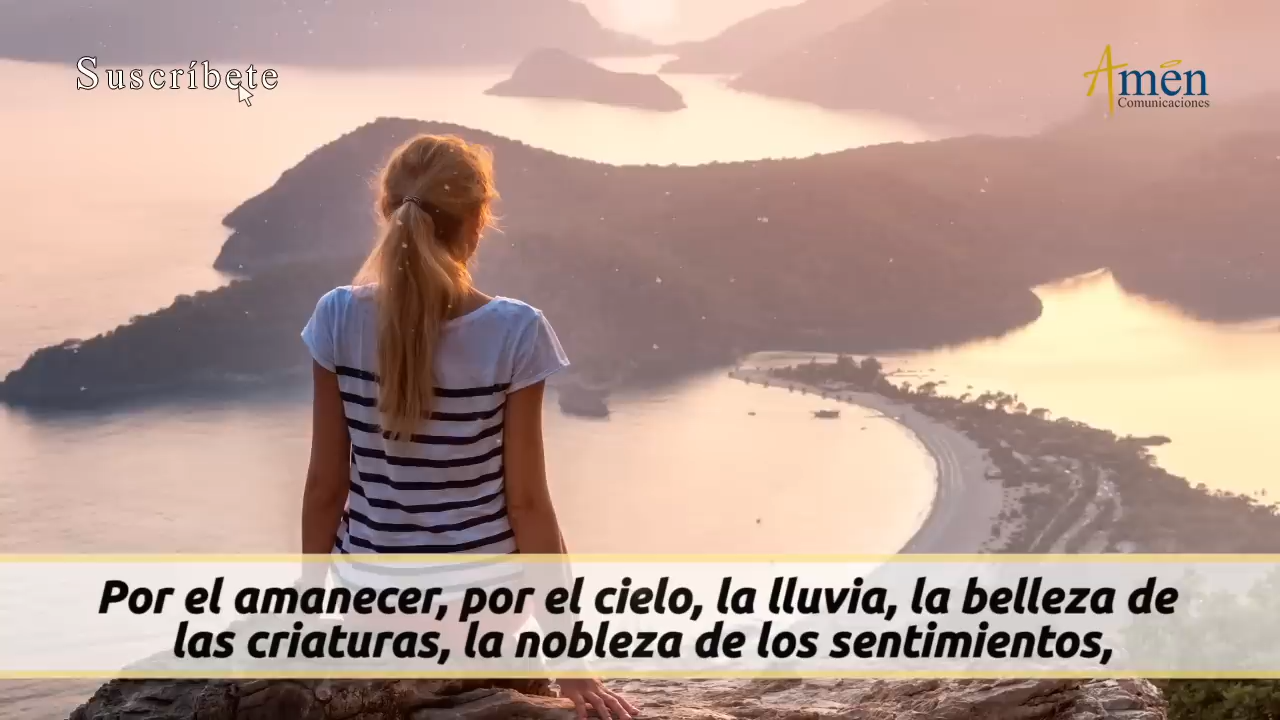 Suscríbete
Amén
Comunicaciones
Por el amanecer, por el cielo, la lluvia, la belleza de
las criaturas, la nobleza de los sentimientos,